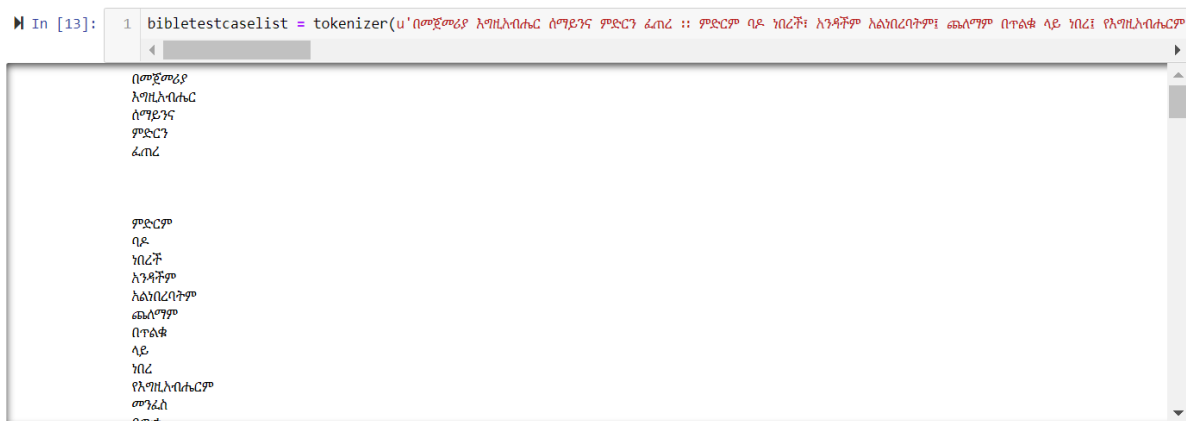 In [13]:
1 bibletestcaselist = tokenizer(u'በመጀመሪያ እግዚአብሔር ሰማይንና ምድርን ፈጠረ :: ምድርም ባዶ ነበረች፣ አንዳችም አልነበረባትም፤ ጨለማም በጥልቁ ላይ ነበረ፤ የእግዚአብሔርም
በመጀመሪያ
እግዚአብሔር
ሰማይንና
ምድርን
ፈጠረ
ምድርም
ባዶ
ነበረች
አንዳችም
አልነበረባትም
ጨለማም
በጥልቁ
ላይ
ነበረ
የእግዚአብሔርም
መንፈስ